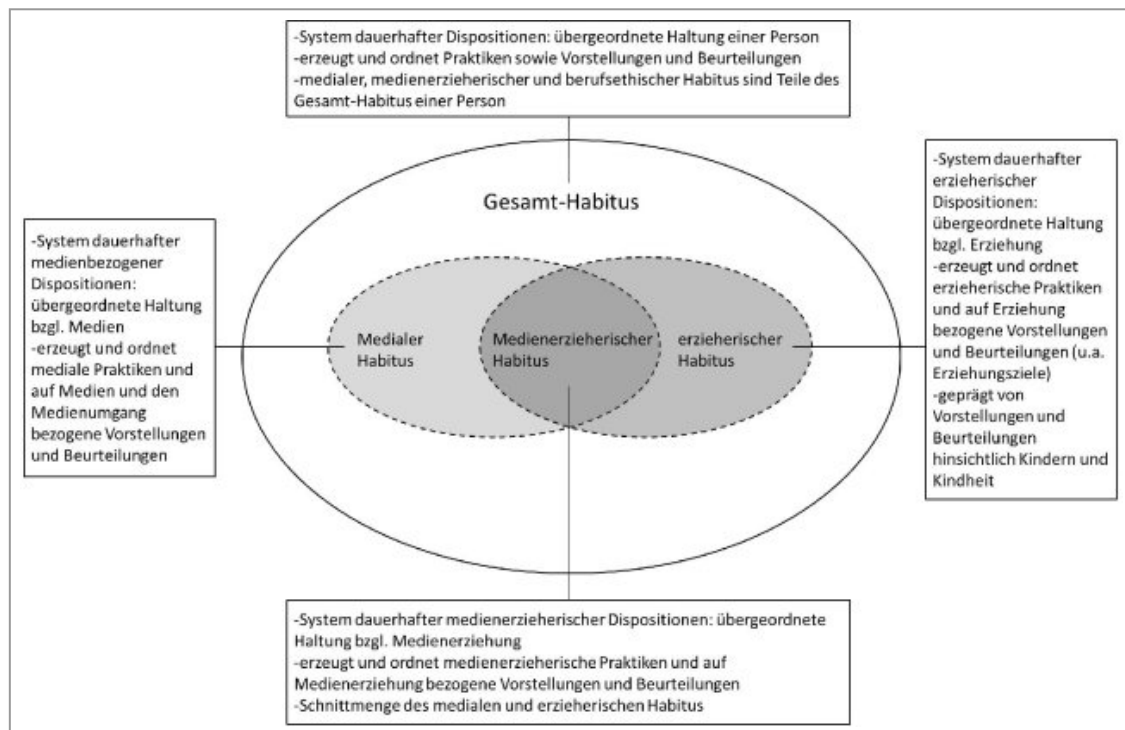 -System dauerhafter Dispositionen: übergeordnete Haltung einer Person
-erzeugt und ordnet Praktiken sowie Vorstellungen und Beurteilungen
-medialer, medienerzieherischer und berufsethischer Habitus sind Teile des
Gesamt-Habitus einer Person
Gesamt-Habitus
-System dauerhafter
medienbezogener
Dispositionen:
übergeordnete Haltung
bzgl. Medien
-erzeugt und ordnet
mediale Praktiken und
auf Medien und den
Medienumgang
bezogene Vorstellungen
und Beurteilungen
Medialer
Habitus
Medienerzieherischer
Habitus
erzieherischer
Habitus
-System dauerhafter
erzieherischer
Dispositionen:
übergeordnete Haltung
bzgl. Erziehung
-erzeugt und ordnet
erzieherische Praktiken
und auf Erziehung
bezogene Vorstellungen
und Beurteilungen (u.a.
Erziehungsziele)
-geprägt von
Vorstellungen und
Beurteilungen
hinsichtlich Kindern und
Kindheit
-System dauerhafter medienerzieherischer Dispositionen: übergeordnete
Haltung bzgl. Medienerziehung
-erzeugt und ordnet medienerzieherische Praktiken und auf
Medienerziehung bezogene Vorstellungen und Beurteilungen
-Schnittmenge des medialen und erzieherischen Habitus